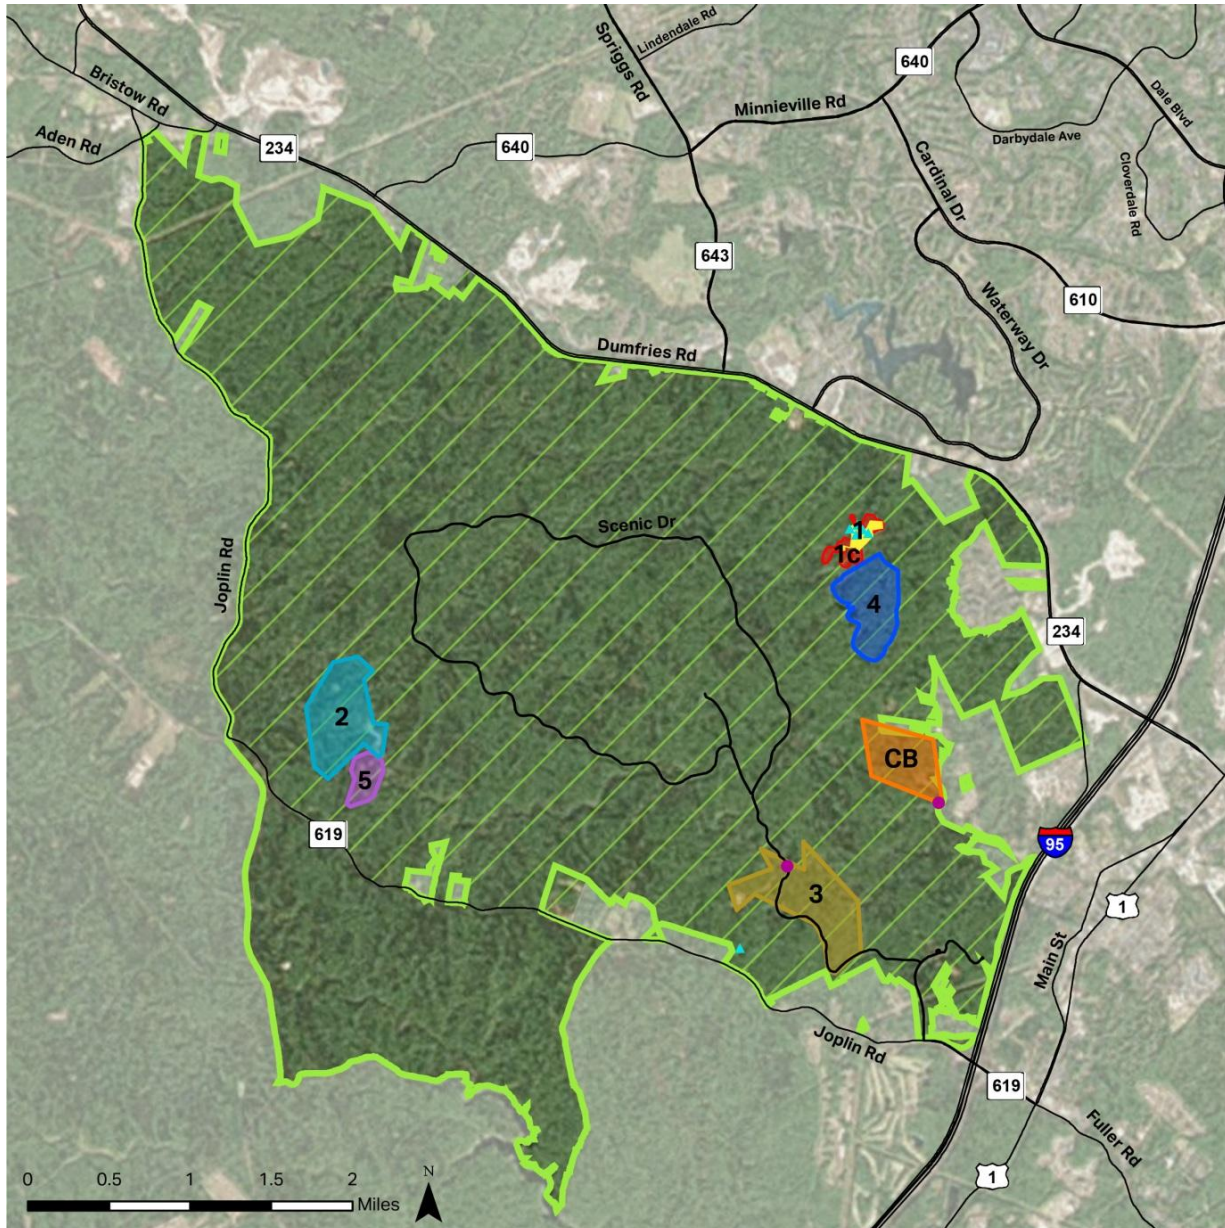 Lindendale Rd
Spriggs Rd
640
Bristow Rd
Minnieville Rd
Dale Blvd
Aden Rd
234
640
Darbydale Ave
Cardinal Dr
Cloverdale Rd
643
610
Waterway Dr
Dumfries Rd
Scenic Dr
1
1c
Joplin Rd
4
234
2
CB
5
619
95
3
1
Main St
Joplin Rd
619
Fuller Rd
1
0 0.5 1 1.5 2
Miles
N